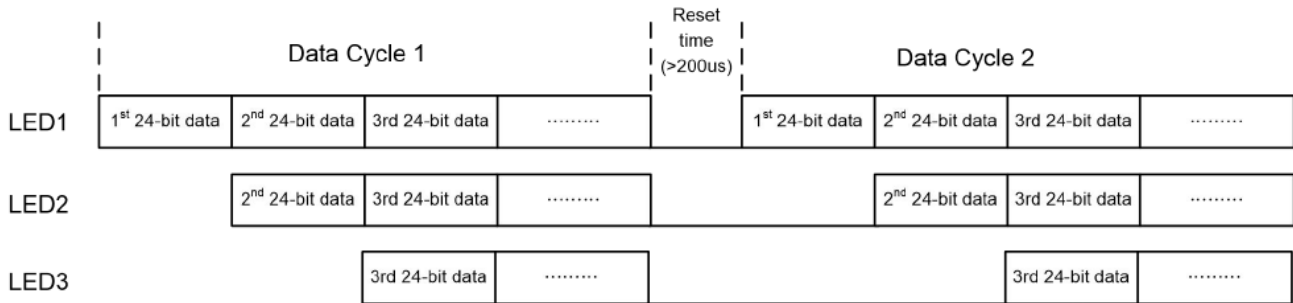 Reset
time
(>200us)
Data Cycle 1
Data Cycle 2
LED1 1st 24-bit data 2nd 24-bit data 3rd 24-bit data ......... 1st 24-bit data 2nd 24-bit data 3rd 24-bit data .........
LED2 2nd 24-bit data 3rd 24-bit data ......... 2nd 24-bit data 3rd 24-bit data .........
LED3 3rd 24-bit data ......... 3rd 24-bit data .........